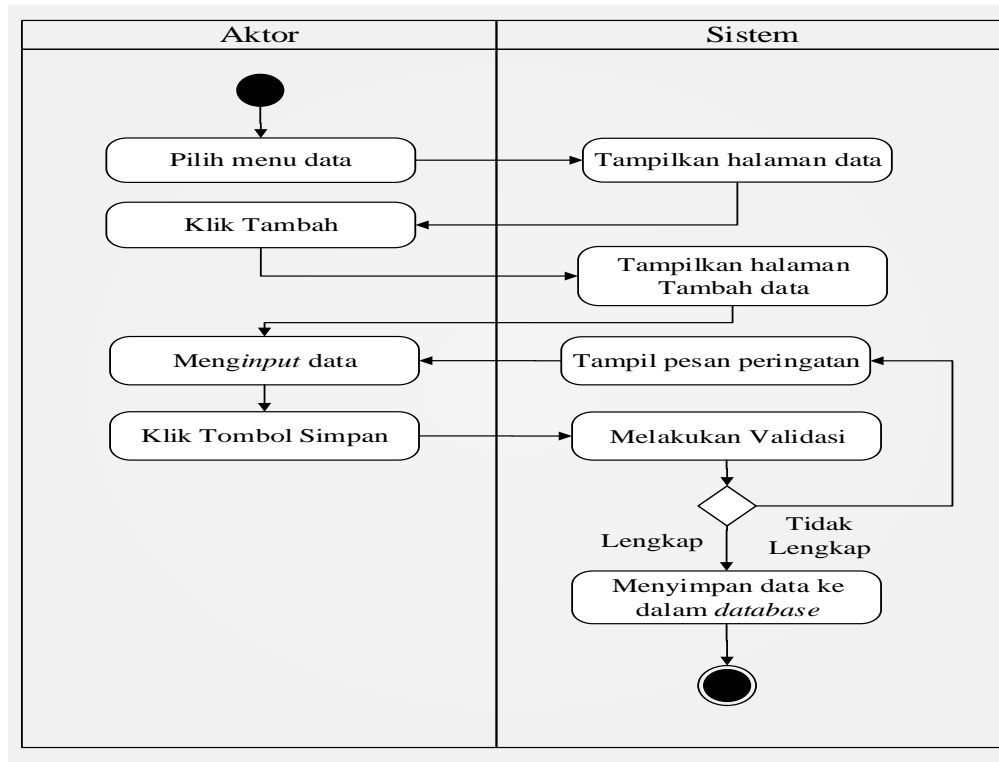 Aktor
Sistem
Pilih menu data
Tampilkan halaman data
Klik Tambah
Tampilkan halaman
Tambah data
Menginput data
Tampil pesan peringatan
Klik Tombol Simpan
Melakukan Validasi
Lengkap
Tidak
Lengkap
Menyimpan data ke
dalam database